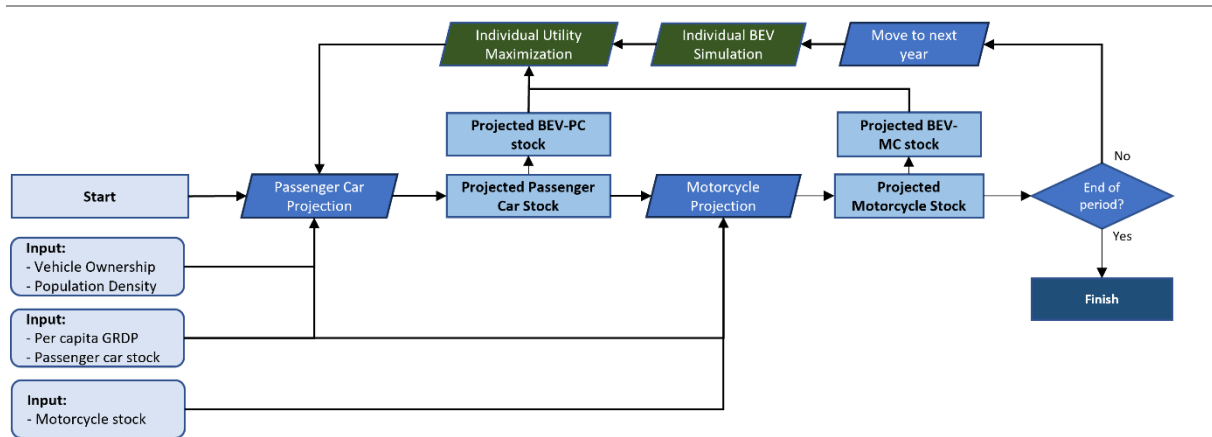 Individual Utility
Maximization
Individual BEV
Simulation
Move to next
year
Projected BEV-PC
stock
Projected BEV-
MC stock
No
Start
Passenger Car
Projection
Projected Passenger
Car Stock
Motorcycle
Projection
Projected
Motorcycle Stock
End of
period?
Yes
Input:
- Vehicle Ownership
- Population Density
Finish
Input:
- Per capita GRDP
- Passenger car stock
Input:
- Motorcycle stock